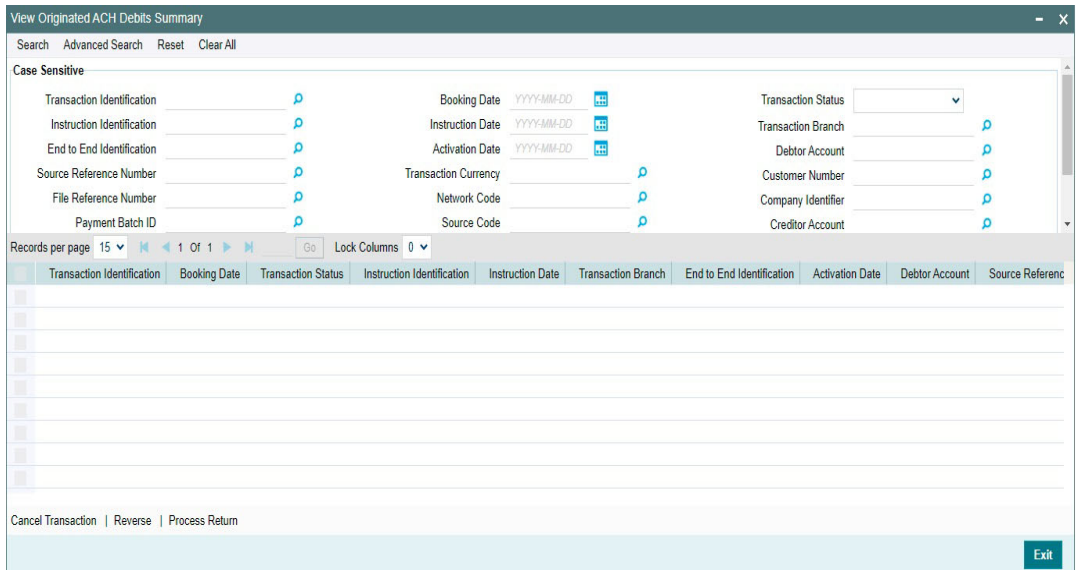 View Originated ACH Debits Summary - X
Search Advanced Search Reset Clear All
Case Sensitive
Transaction Identification Booking Date YYYY-MM-DD Transaction Status
Instruction Identification Instruction Date YYYY-MM-DD Transaction Branch
End to End Identification Activation Date YYYY-MM-DD Debtor Account
Source Reference Number Transaction Currency Customer Number
File Reference Number Network Code Company Identifier
Payment Batch ID Source Code Creditor Account
Records per page 15 1 Of 1 Go Lock Columns 0
Transaction Identification Booking Date Transaction Status Instruction Identification Instruction Date Transaction Branch End to End Identification Activation Date Debtor Account Source Referenc
Cancel Transaction | Reverse | Process Return
Exit